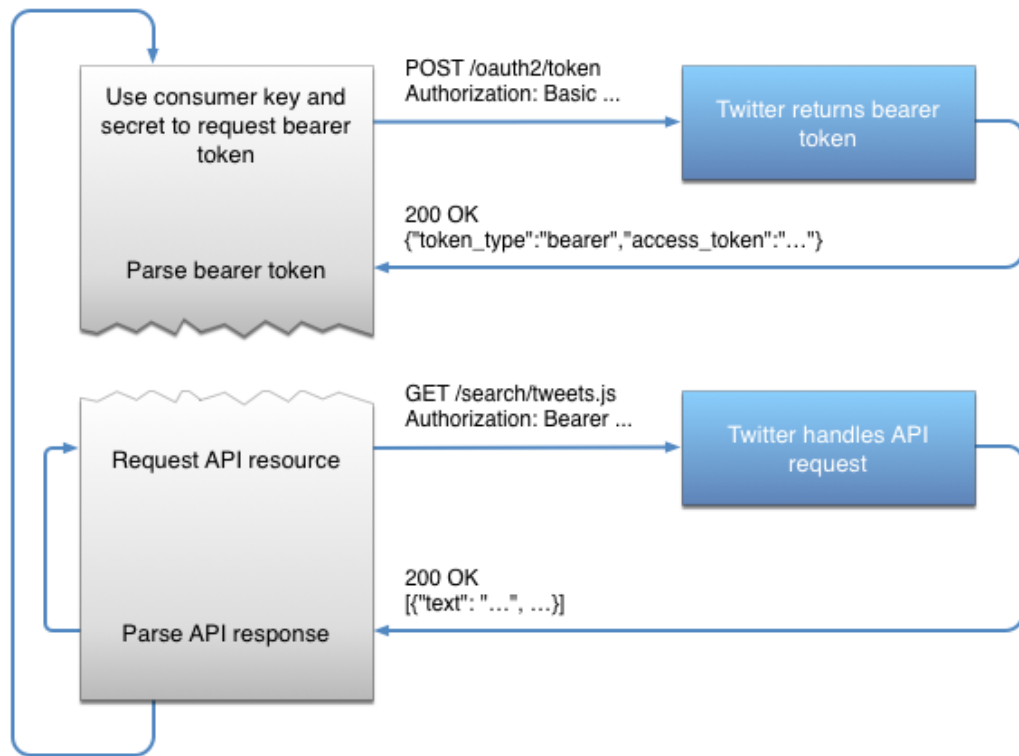 POST /oauth2/token
Authorization: Basic ...
Use consumer key and
secret to request bearer
token
Twitter returns bearer
token
200 OK
{"token_type":"bearer","access_token":"…"}
Parse bearer token
GET /search/tweets.js
Authorization: Bearer ...
Request API resource
Twitter handles API
request
200 OK
[{"text": "…", …}]
Parse API response